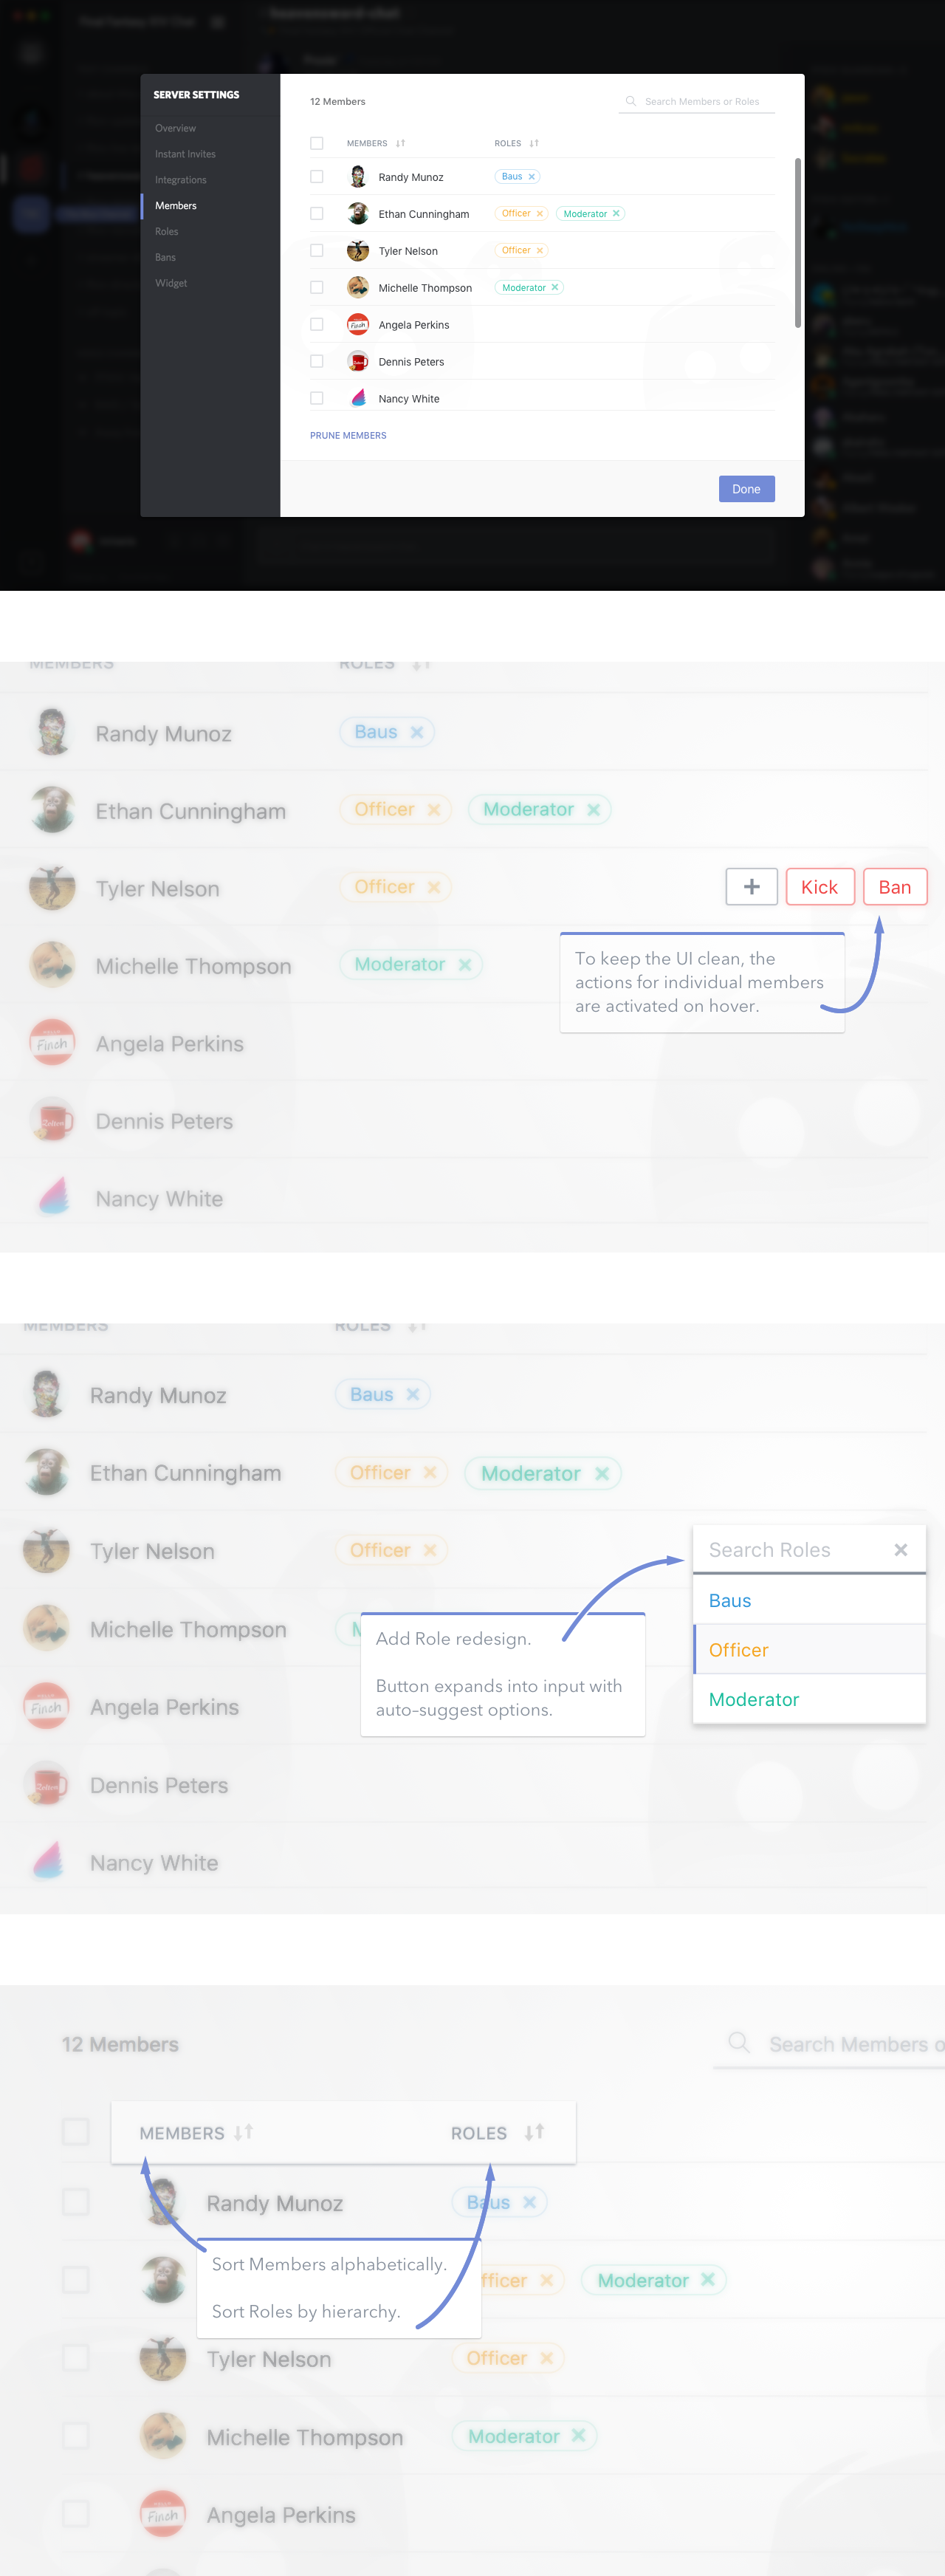 SERVER SETTINGS
Overview
Instant Invites
Integrations
Members
Roles
Bans
Widget
12 Members
Search Members or Roles
MEMBERS ROLES
Randy Munoz Baus
Ethan Cunningham Officer Moderator
Tyler Nelson Officer
Michelle Thompson Moderator
Angela Perkins
Dennis Peters
Nancy White
PRUNE MEMBERS
Done
MEMBERS ROLES
Randy Munoz Baus
Ethan Cunningham Officer Moderator
Tyler Nelson Officer + Kick Ban
Michelle Thompson Moderator
To keep the UI clean, the
actions for individual members
are activated on hover.
Finch
Angela Perkins
Dennis Peters
Nancy White
MEMBERS ROLES
Randy Munoz Baus
Ethan Cunningham Officer Moderator
Tyler Nelson Officer
Search Roles
Baus
Officer
Moderator
Michelle Thompson M
Add Role redesign.
Button expands into input with
auto-suggest options.
Finch
Angela Perkins
Dennis Peters
Nancy White
12 Members
Search Members o
MEMBERS ROLES
Randy Munoz Baus
fficer Moderator
Sort Members alphabetically.
Sort Roles by hierarchy.
Tyler Nelson Officer
Michelle Thompson Moderator
Finch
Angela Perkins